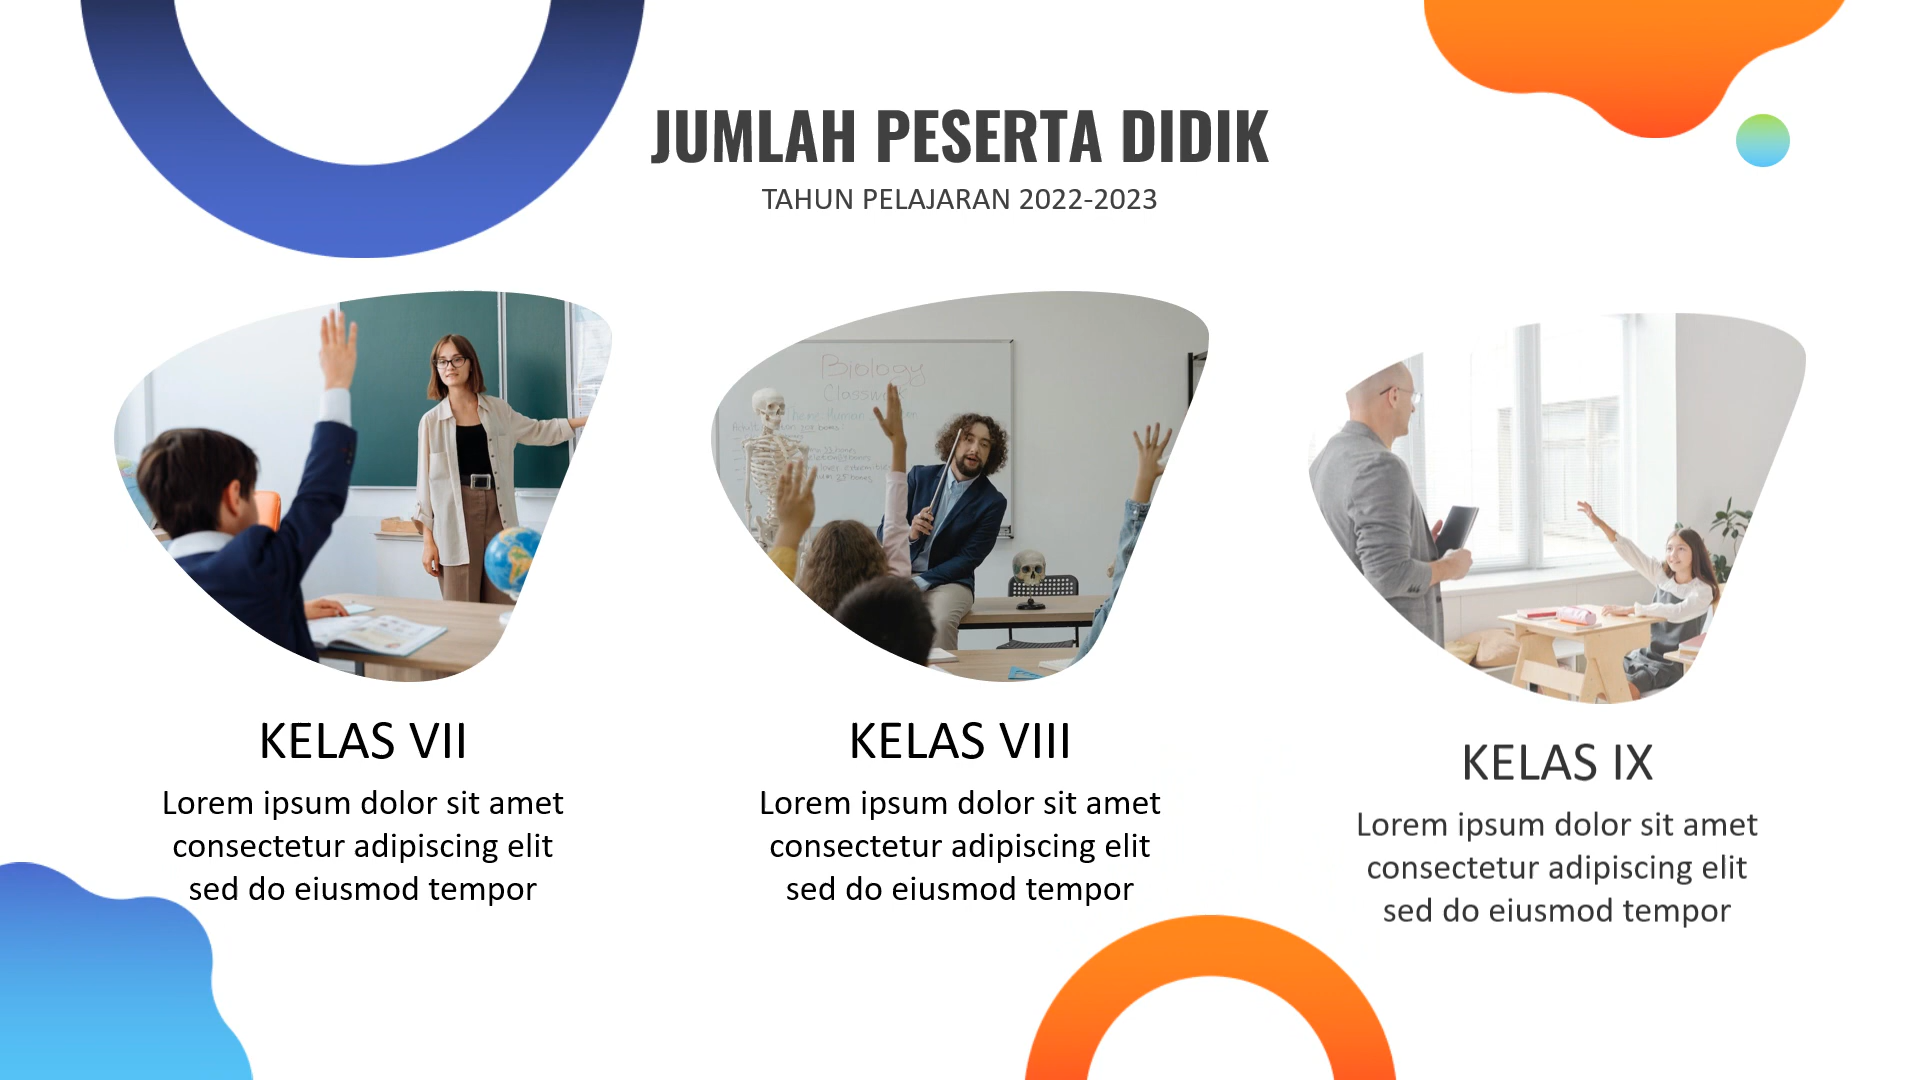 JUMLAH PESERTA DIDIK
TAHUN PELAJARAN 2022-2023
Biology
KELAS VII
Lorem ipsum dolor sit amet
consectetur adipiscing elit
sed do eiusmod tempor
KELAS VIII
Lorem ipsum dolor sit amet
consectetur adipiscing elit
sed do eiusmod tempor
KELAS IX
Lorem ipsum dolor sit amet
consectetur adipiscing elit
sed do eiusmod tempor